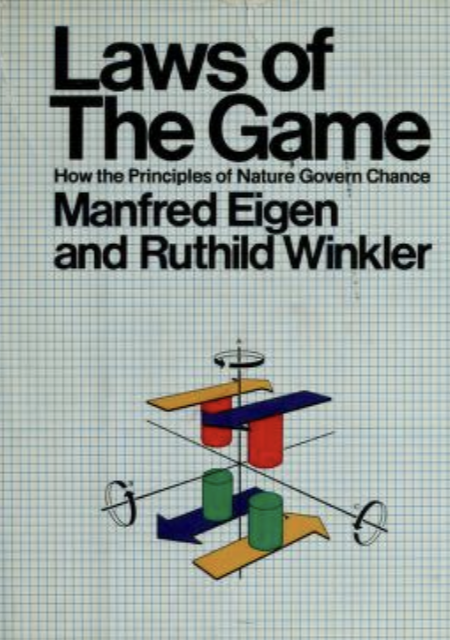 Laws of
The Game
How the Principles of Nature Govern Chance
Manfred Eigen
and Ruthild Winkler